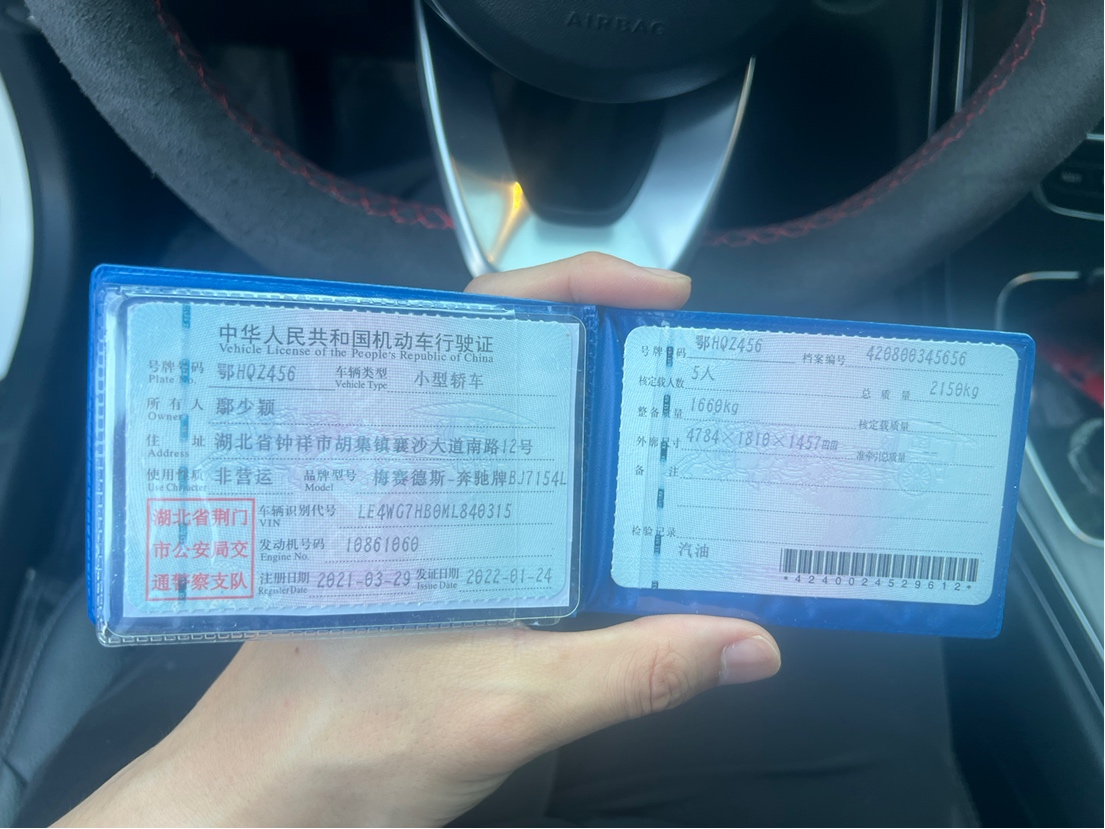 AIRBAG
中华人民共和国机动车行驶证
Vehicle License of the People's Republic of China
号牌号码 鄂HQZ456 车辆类型 小型轿车
Plate No. Vehicle Type
所有人 鄢少颖
Owner
住址 湖北省钟祥市胡集镇襄沙大道南路12号
Address
使用性质 非营运 品牌型号 梅赛德斯-奔驰牌BJ7154L
Use Character Model
湖北省荆门
市公安局交
通警察支队
车辆识别代号 LE4WG7HB0ML840315
VIN
发动机号码 10861060
Engine No.
注册日期 2021-03-29 发证日期 2022-01-24
Register Date Issue Date
号牌号码 鄂HQZ456 档案编号 420800345656
核定载人数 5人 总质量 2150kg
整备质量 1660kg 核定载质量
外廓尺寸 4784×1810×1457mm 准牵引总质量
备注
检验记录
汽油
*4240024529612*